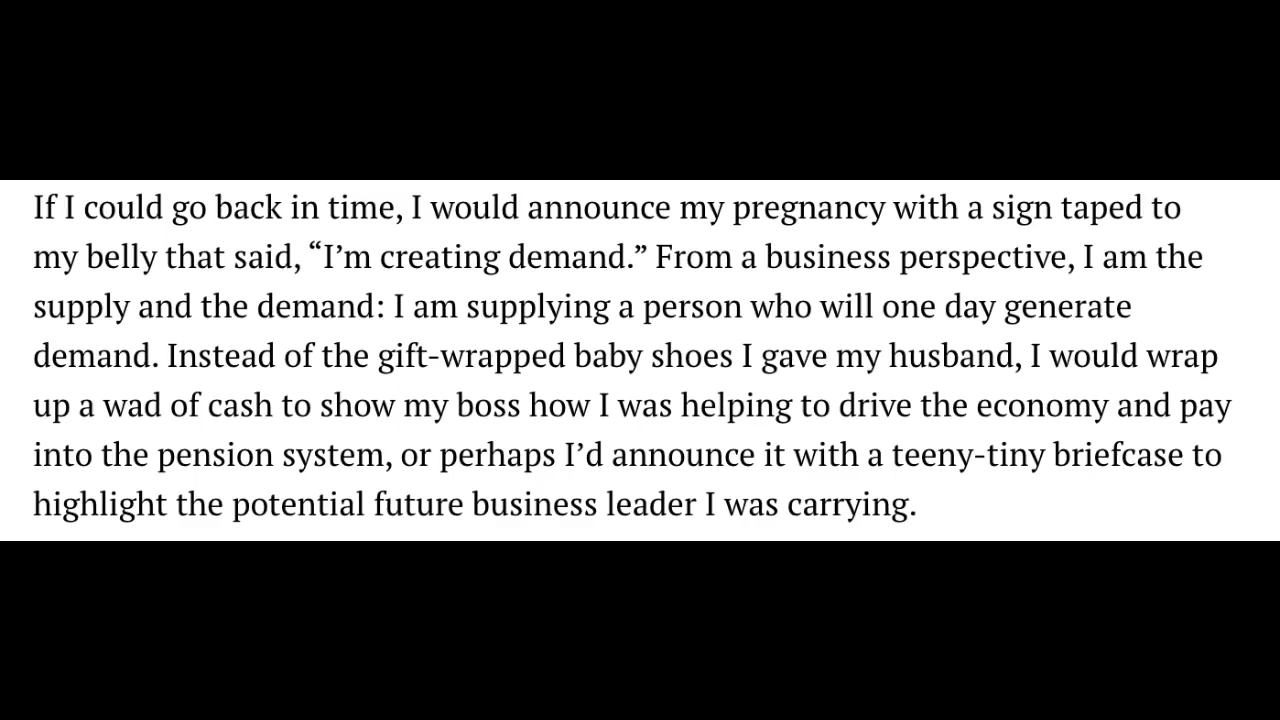 If I could go back in time, I would announce my pregnancy with a sign taped to
my belly that said, “I’m creating demand.” From a business perspective, I am the
supply and the demand: I am supplying a person who will one day generate
demand. Instead of the gift-wrapped baby shoes I gave my husband, I would wrap
up a wad of cash to show my boss how I was helping to drive the economy and pay
into the pension system, or perhaps I’d announce it with a teeny-tiny briefcase to
highlight the potential future business leader I was carrying.